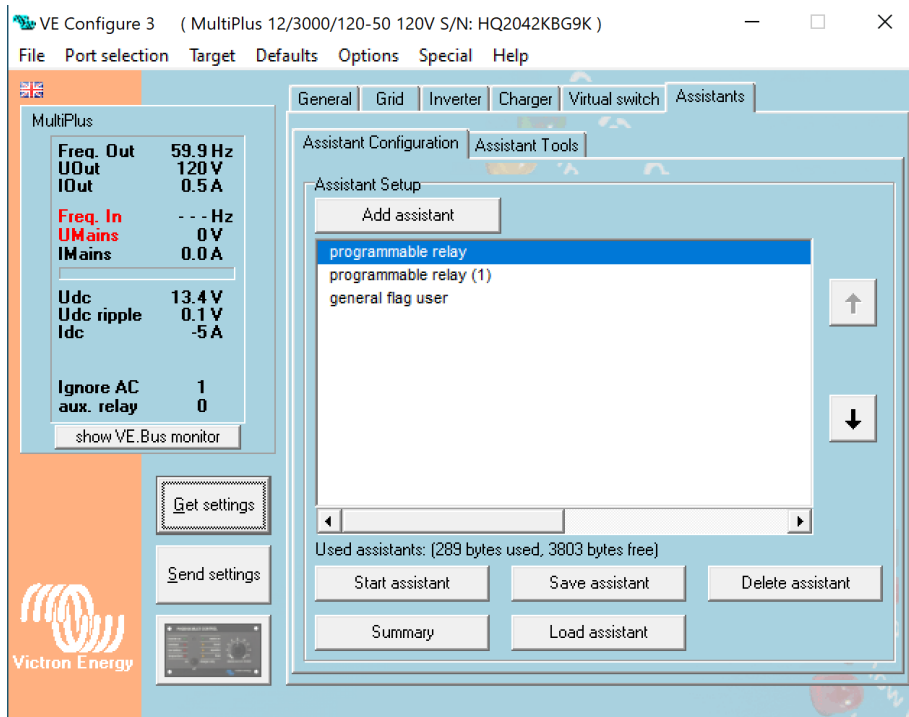 VE Configure 3 ( MultiPlus 12/3000/120-50 120V S/N: HQ2042KBG9K )
File Port selection Target Defaults Options Special Help
MultiPlus
Freq. Out 59.9 Hz
UOut 120 V
IOut 0.5 A
Freq. In - - - Hz
UMains 0 V
IMains 0.0 A
Udc 13.4 V
Udc ripple 0.1 V
Idc -5 A
Ignore AC 1
aux. relay 0
show VE.Bus monitor
Get settings
Send settings
Victron Energy
General Grid Inverter Charger Virtual switch Assistants
Assistant Configuration Assistant Tools
Assistant Setup
Add assistant
programmable relay
programmable relay (1)
general flag user
Used assistants: (289 bytes used, 3803 bytes free)
Start assistant Save assistant Delete assistant
Summary Load assistant